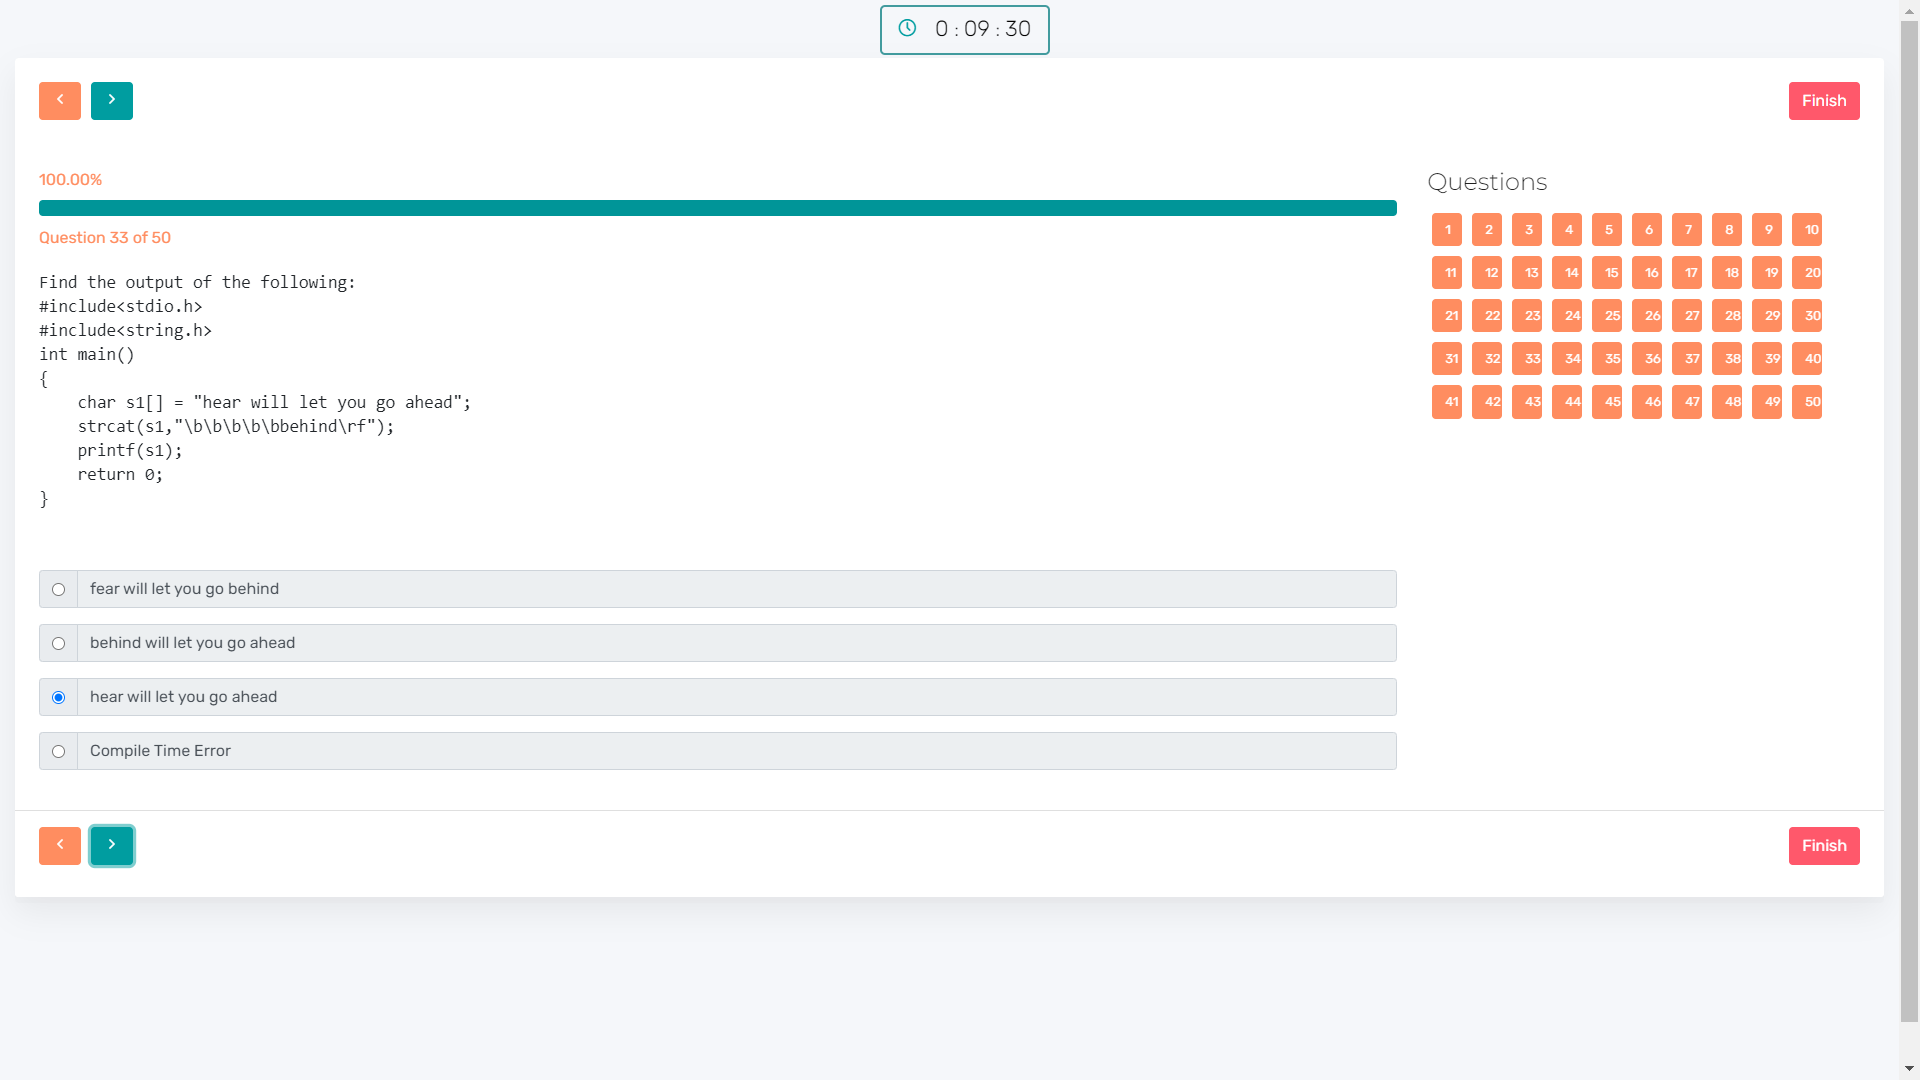 0 : 09 : 30
Finish
100.00%
Question 33 of 50
Find the output of the following:
#include<stdio.h>
#include<string.h>
int main()
{
    char s1[] = "hear will let you go ahead";
    strcat(s1,"\b\b\b\b\bbehind\rf");
    printf(s1);
    return 0;
}
fear will let you go behind
behind will let you go ahead
hear will let you go ahead
Compile Time Error
Questions
1 2 3 4 5 6 7 8 9 10
11 12 13 14 15 16 17 18 19 20
21 22 23 24 25 26 27 28 29 30
31 32 33 34 35 36 37 38 39 40
41 42 43 44 45 46 47 48 49 50
Finish